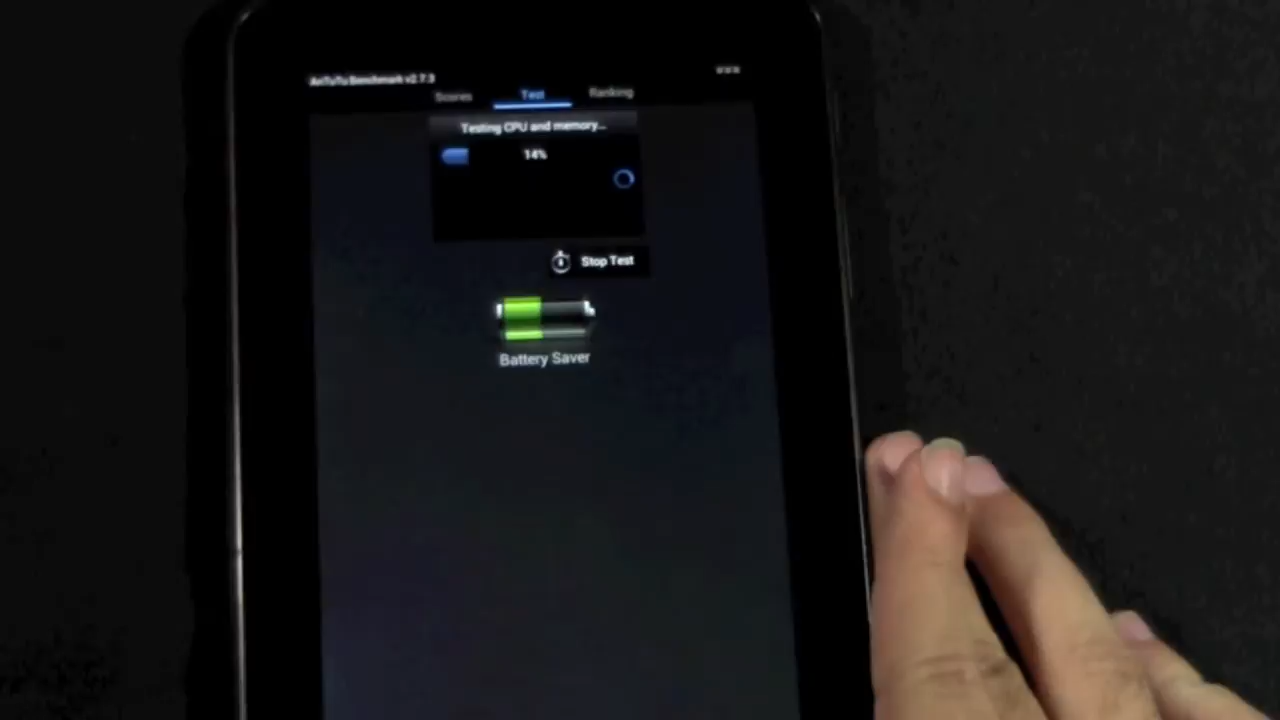 AnTuTu Benchmark v2.7.3
Scores Test Ranking
Testing CPU and memory...
14%
Stop Test
Battery Saver